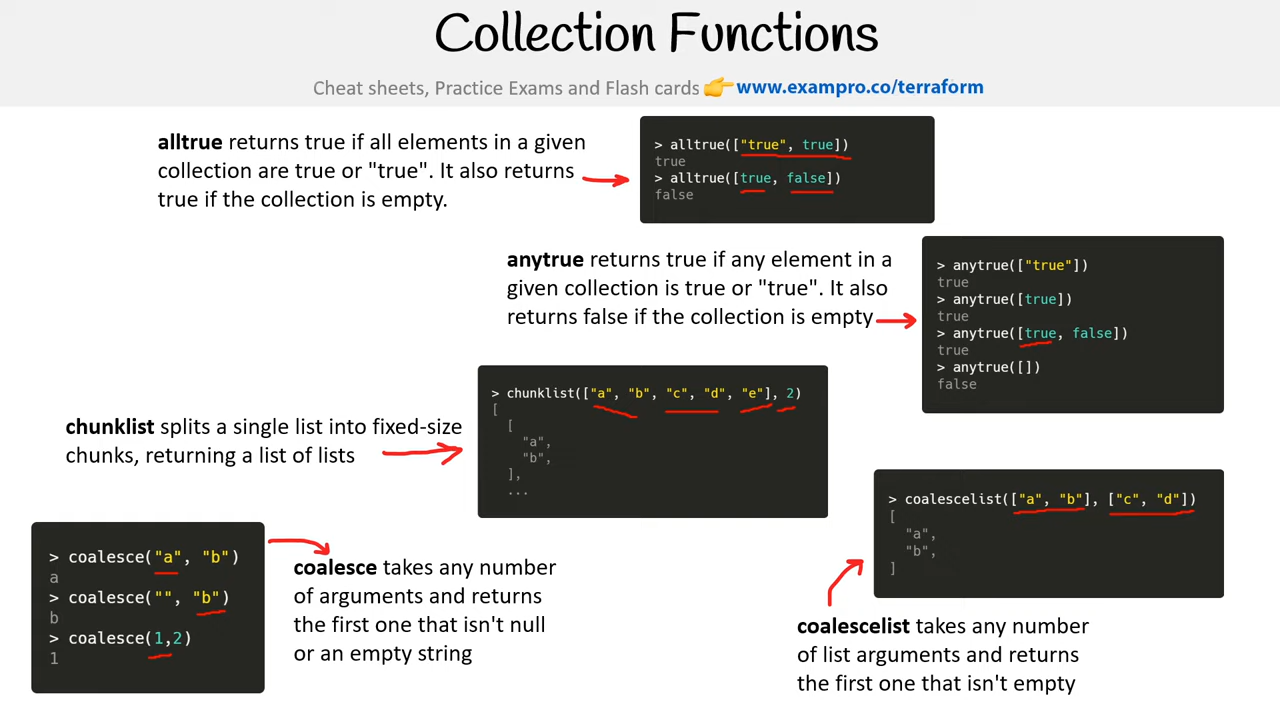 Collection Functions
Cheat sheets, Practice Exams and Flash cards 👉 www.exampro.co/terraform
alltrue returns true if all elements in a given
collection are true or "true". It also returns
true if the collection is empty.
> alltrue(["true", true])
true
> alltrue([true, false])
false
anytrue returns true if any element in a
given collection is true or "true". It also
returns false if the collection is empty
> anytrue(["true"])
true
> anytrue([true])
true
> anytrue([true, false])
true
> anytrue([])
false
chunklist splits a single list into fixed-size
chunks, returning a list of lists
> chunklist(["a", "b", "c", "d", "e"], 2)
[
[
"a",
"b",
],
...
> coalesce("a", "b")
a
> coalesce("", "b")
b
> coalesce(1,2)
1
coalesce takes any number
of arguments and returns
the first one that isn't null
or an empty string
> coalescelist(["a", "b"], ["c", "d"])
[
"a",
"b",
]
coalescelist takes any number
of list arguments and returns
the first one that isn't empty